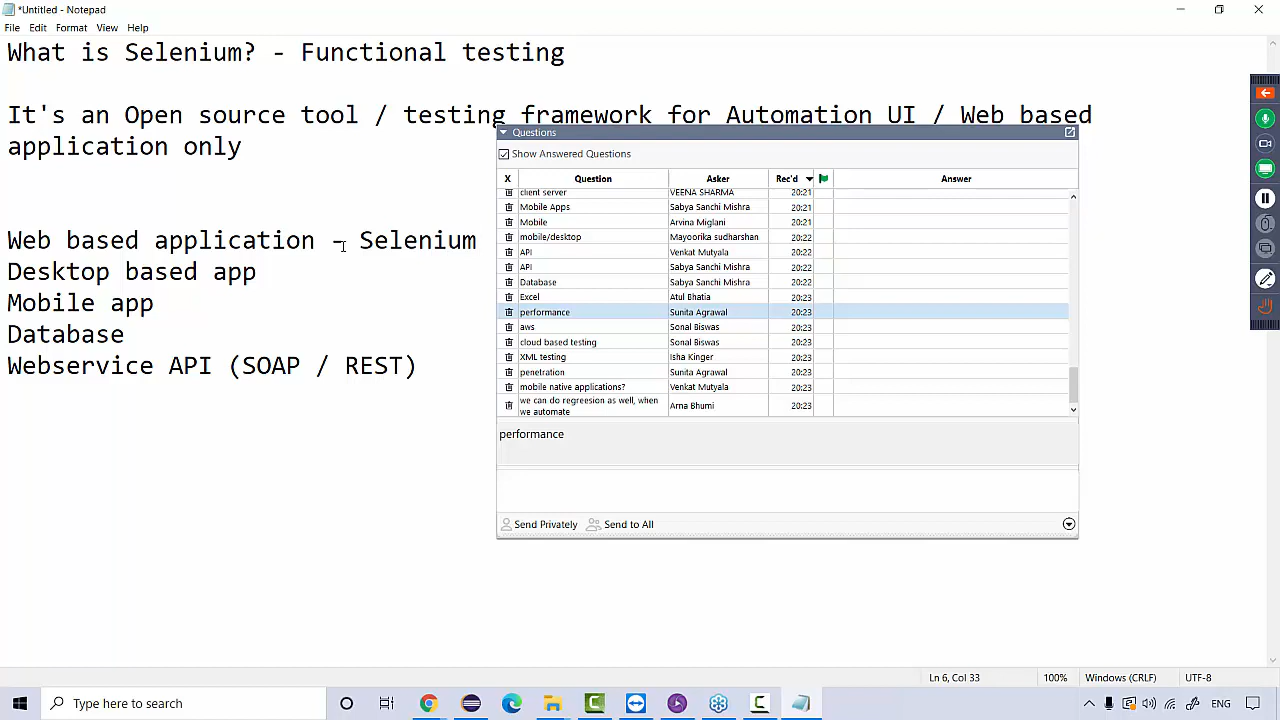 *Untitled - Notepad
File Edit Format View Help
What is Selenium? - Functional testing
It's an Open source tool / testing framework for Automation UI / Web based
application only
Web based application - Selenium
Desktop based app
Mobile app
Database
Webservice API (SOAP / REST)
Questions
Show Answered Questions
X Question Asker Rec'd Answer
client server VEENA SHARMA 20:21
Mobile Apps Sabya Sanchi Mishra 20:21
Mobile Arvina Miglani 20:21
mobile/desktop Mayoorika sudharshan 20:22
API Venkat Mutyala 20:22
API Sabya Sanchi Mishra 20:22
Database Sabya Sanchi Mishra 20:22
Excel Atul Bhatia 20:23
performance Sunita Agrawal 20:23
aws Sonal Biswas 20:23
cloud based testing Sonal Biswas 20:23
XML testing Isha Kinger 20:23
penetration Sunita Agrawal 20:23
mobile native applications? Venkat Mutyala 20:23
we can do regreesion as well, when
we automate Arna Bhumi 20:23
performance
Send Privately Send to All
Ln 6, Col 33 100% Windows (CRLF) UTF-8
Type here to search
ENG